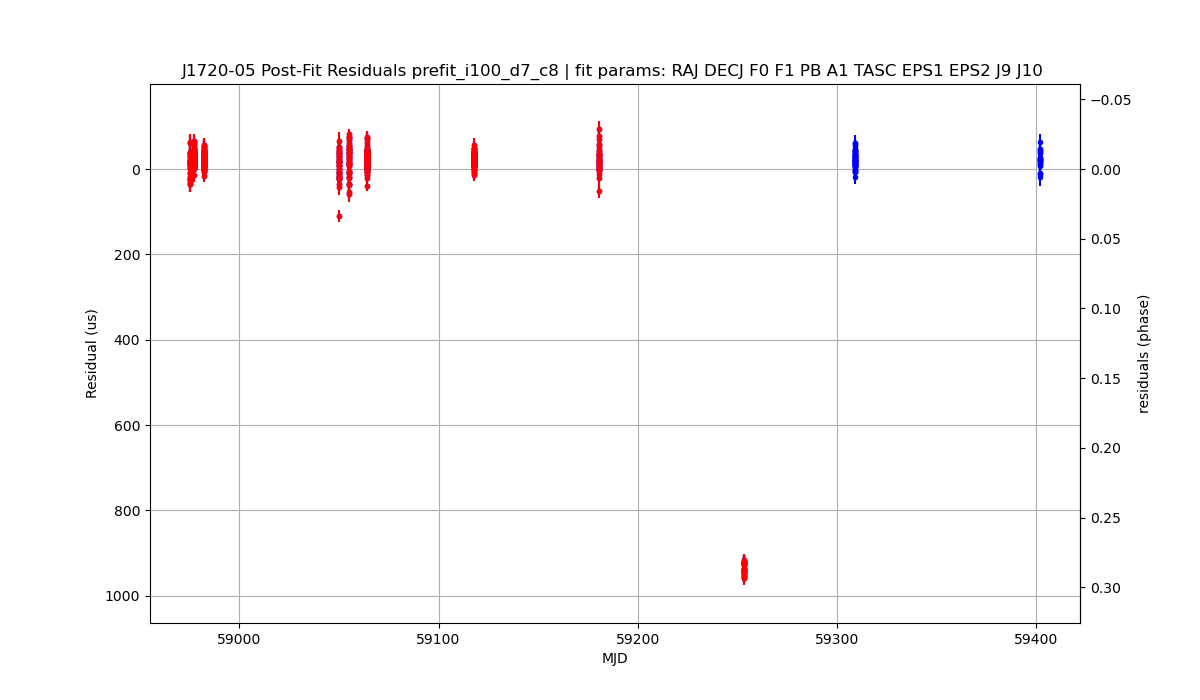 J1720-05 Post-Fit Residuals prefit_i100_d7_c8 | fit params: RAJ DECJ F0 F1 PB A1 TASC EPS1 EPS2 J9 J10
0
200
400
600
800
1000
Residual (us)
−0.05
0.00
0.05
0.10
0.15
0.20
0.25
0.30
residuals (phase)
59000 59100 59200 59300 59400
MJD